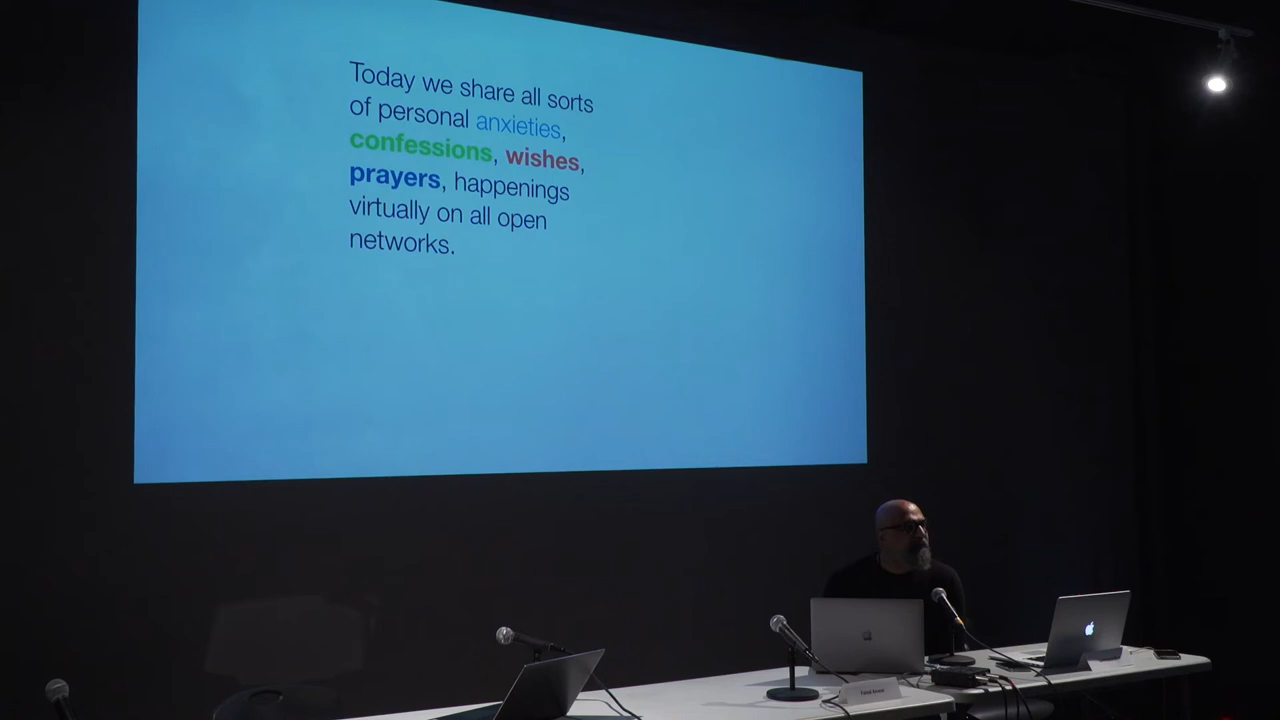 Today we share all sorts
of personal anxieties,
confessions, wishes,
prayers, happenings
virtually on all open
networks.